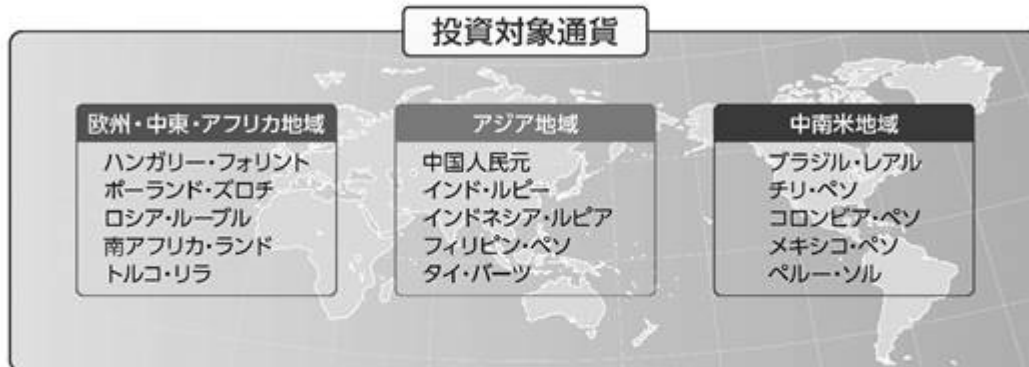 投資対象通貨
欧州・中東・アフリカ地域
ハンガリー・フォリント
ポーランド・ズロチ
ロシア・ルーブル
南アフリカ・ランド
トルコ・リラ
アジア地域
中国人民元
インド・ルピー
インドネシア・ルピア
フィリピン・ペソ
タイ・バーツ
中南米地域
ブラジル・レアル
チリ・ペソ
コロンビア・ペソ
メキシコ・ペソ
ペルー・ソル